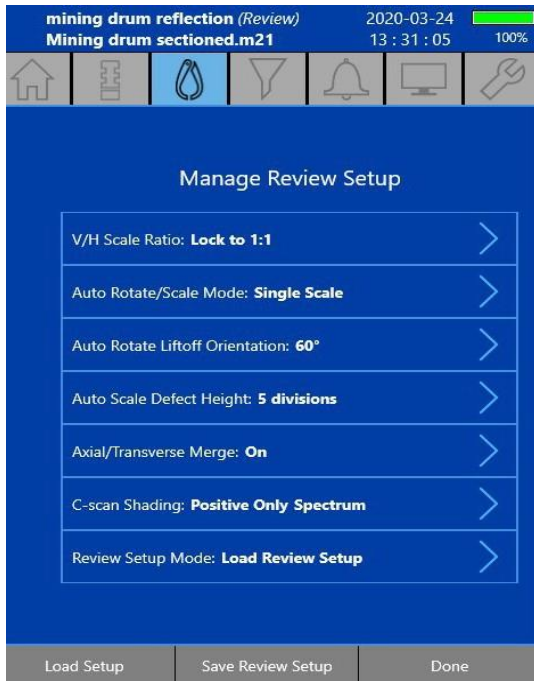 mining drum reflection (Review) 2020-03-24
Mining drum sectioned.m21 13 : 31 : 05 100%
Manage Review Setup
V/H Scale Ratio: Lock to 1:1
Auto Rotate/Scale Mode: Single Scale
Auto Rotate Liftoff Orientation: 60°
Auto Scale Defect Height: 5 divisions
Axial/Transverse Merge: On
C-scan Shading: Positive Only Spectrum
Review Setup Mode: Load Review Setup
Load Setup Save Review Setup Done